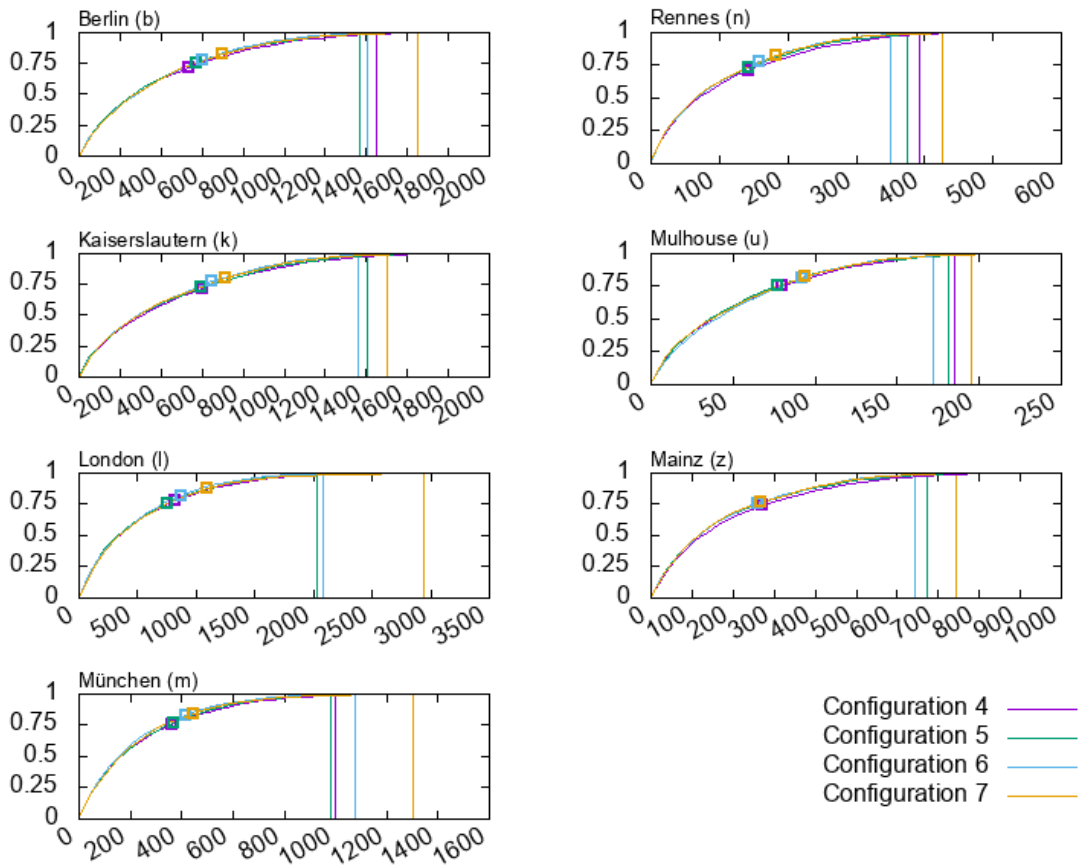 Berlin (b)
1
0.75
0.5
0.25
0
0 200 400 600 800 1000 1200 1400 1600 1800 2000
Rennes (n)
1
0.75
0.5
0.25
0
0 100 200 300 400 500 600
Kaiserslautern (k)
1
0.75
0.5
0.25
0
0 200 400 600 800 1000 1200 1400 1600 1800 2000
Mulhouse (u)
1
0.75
0.5
0.25
0
0 50 100 150 200 250
London (l)
1
0.75
0.5
0.25
0
0 500 1000 1500 2000 2500 3000 3500
Mainz (z)
1
0.75
0.5
0.25
0
0 100 200 300 400 500 600 700 800 900 1000
München (m)
1
0.75
0.5
0.25
0
0 200 400 600 800 1000 1200 1400 1600
Configuration 4
Configuration 5
Configuration 6
Configuration 7